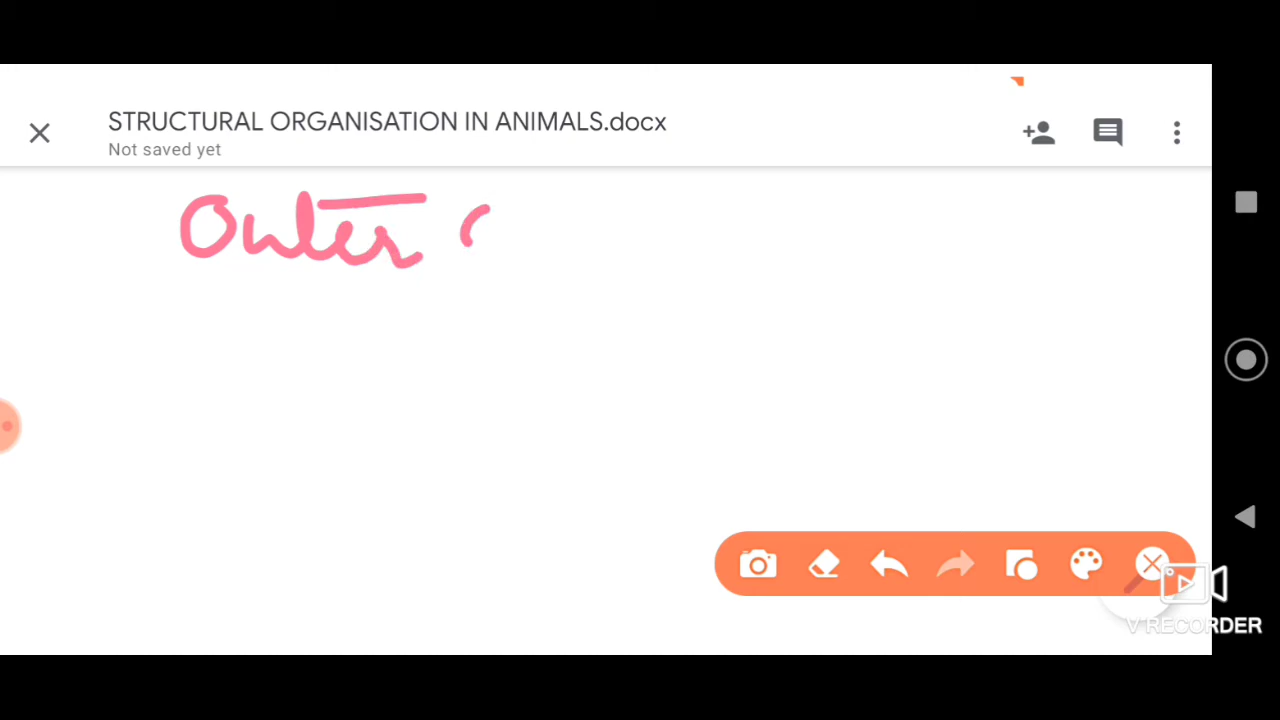 STRUCTURAL ORGANISATION IN ANIMALS.docx
Not saved yet
Outer C
V RECORDER